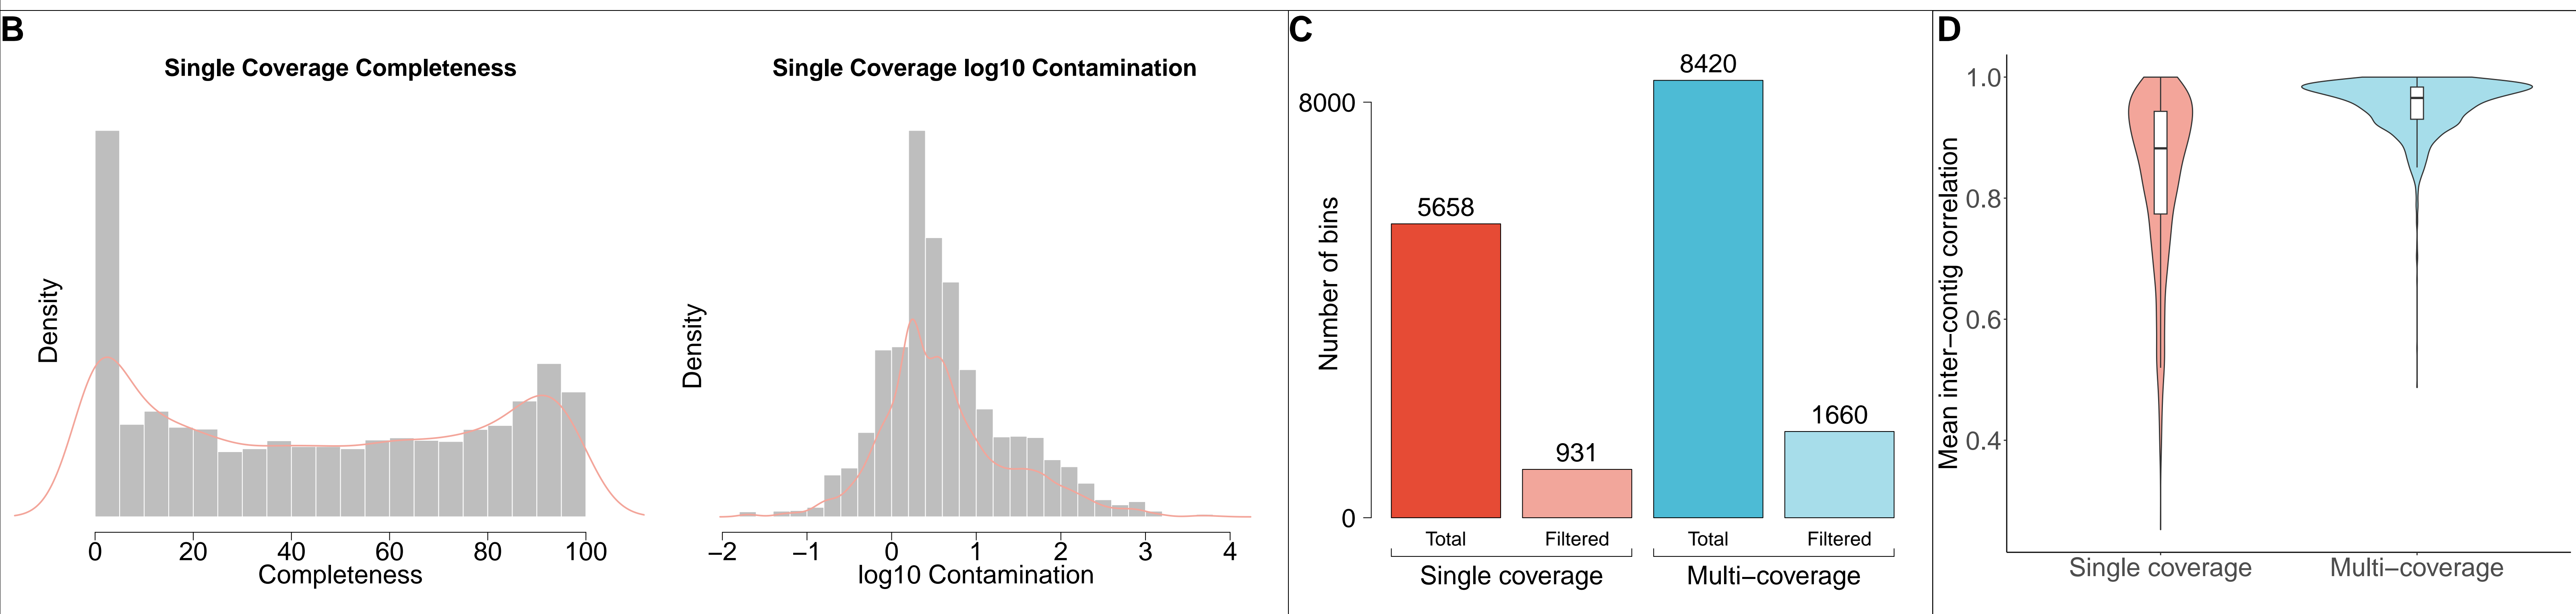 B
Single Coverage Completeness
Density
0 20 40 60 80 100
Completeness
Single Coverage log10 Contamination
Density
−2 −1 0 1 2 3 4
log10 Contamination
C
Number of bins
8000
0
5658
931
8420
1660
Total Filtered Total Filtered
Single coverage Multi−coverage
D
Mean inter−contig correlation
1.0
0.8
0.6
0.4
Single coverage Multi−coverage